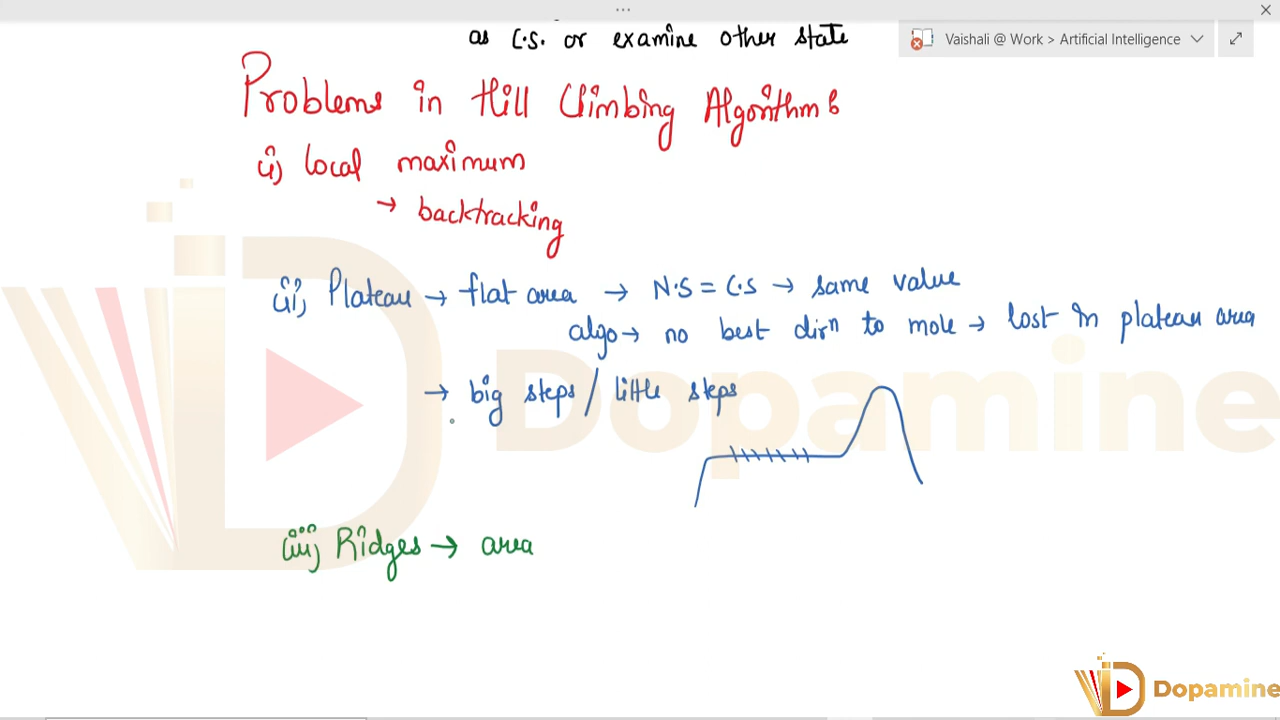 ...
as C.S. or examine other state
Vaishali @ Work > Artificial Intelligence
Problems in Hill Climbing Algorithms
i) local maximum
→ backtracking
ii) Plateau → flat area → N.S = C.S → same value
algo → no best dirn to mole → lost in plateau area
→ big steps / little steps
iii) Ridges → area
Dopamine
Dopamine